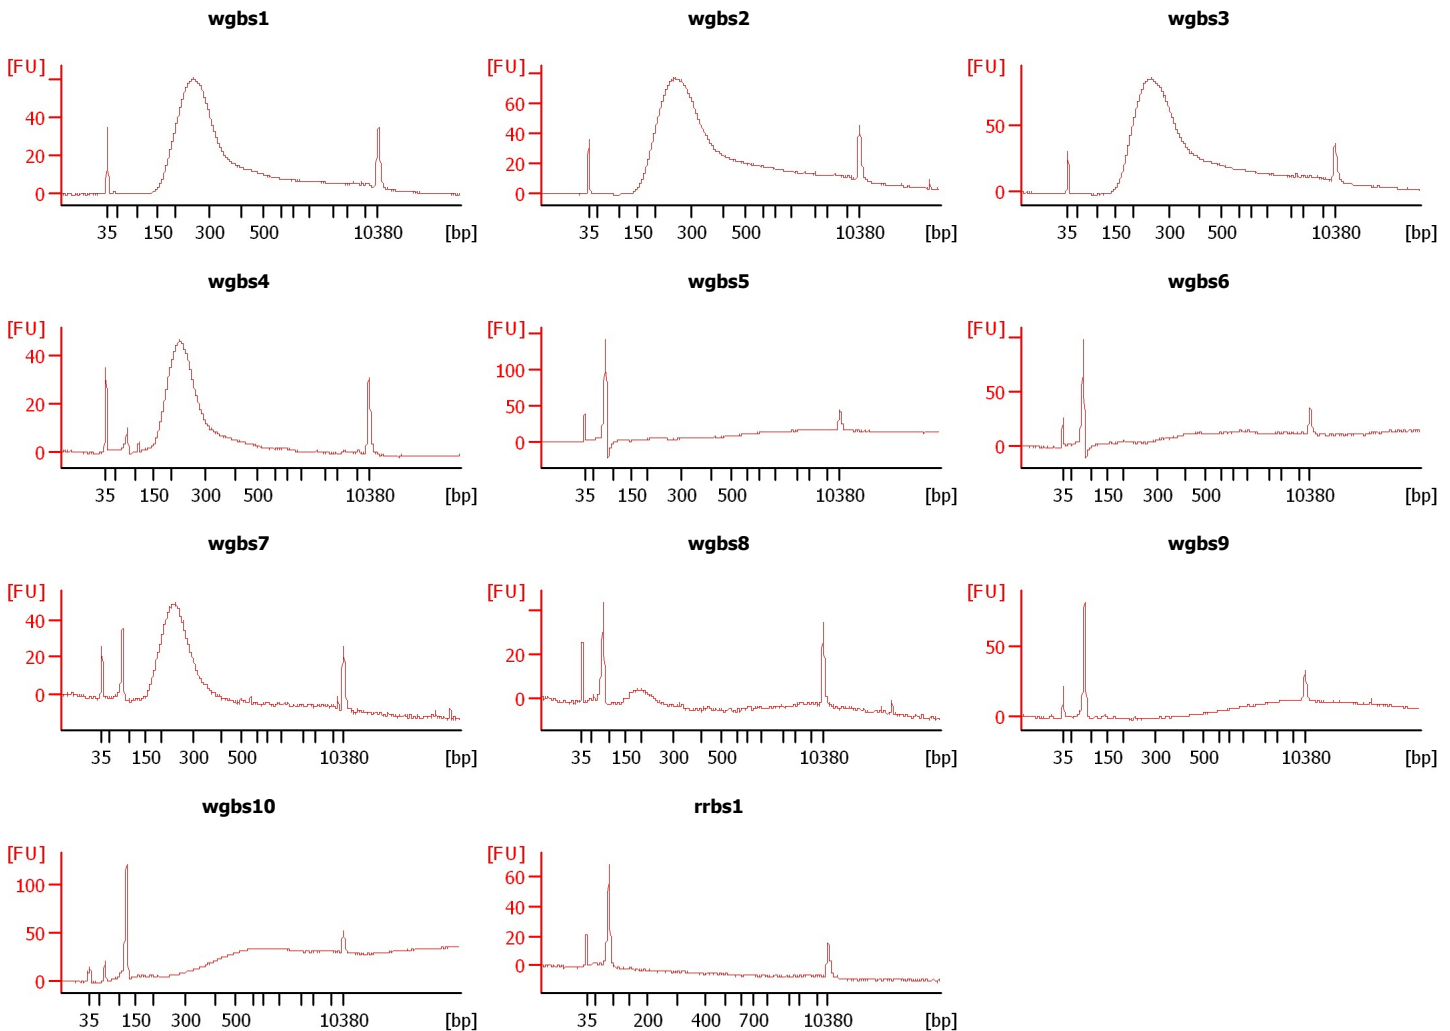 wgbs1 wgbs2 wgbs3
[FU] [FU] [FU]
40 20 0
60 40 20 0
50 0
35 150 300 500 10380 [bp]
35 150 300 500 10380 [bp]
35 150 300 500 10380 [bp]
wgbs4 wgbs5 wgbs6
[FU] [FU] [FU]
40 20 0
100 50 0
50 0
35 150 300 500 10380 [bp]
35 150 300 500 10380 [bp]
35 150 300 500 10380 [bp]
wgbs7 wgbs8 wgbs9
[FU] [FU] [FU]
40 20 0
20 0
50 0
35 150 300 500 10380 [bp]
35 150 300 500 10380 [bp]
35 150 300 500 10380 [bp]
wgbs10 rrbs1
[FU] [FU]
100 50 0
60 40 20 0
35 150 300 500 10380 [bp]
35 200 400 700 10380 [bp]